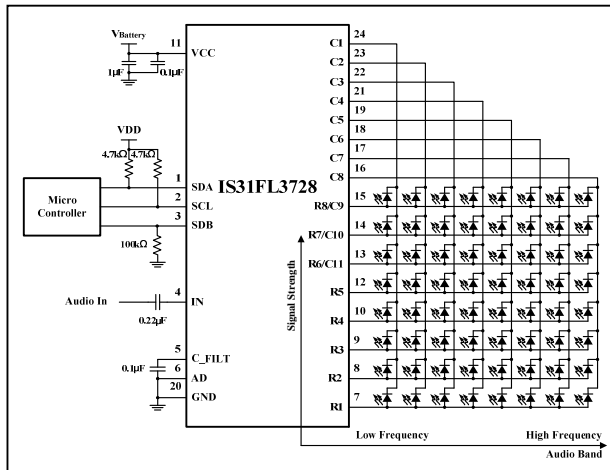 VBattery
11
VCC
1μF
0.1μF
VDD
4.7kΩ 4.7kΩ
Micro
Controller
1
SDA
2
SCL
3
SDB
100kΩ
Audio In
4
IN
0.22μF
5
C_FILT
0.1μF
6
AD
20
GND
IS31FL3728
24
C1
23
C2
22
C3
21
C4
19
C5
18
C6
17
C7
16
C8
15
R8/C9
14
R7/C10
13
R6/C11
12
R5
10
R4
9
R3
8
R2
7
R1
Signal Strength
Low Frequency
High Frequency
Audio Band